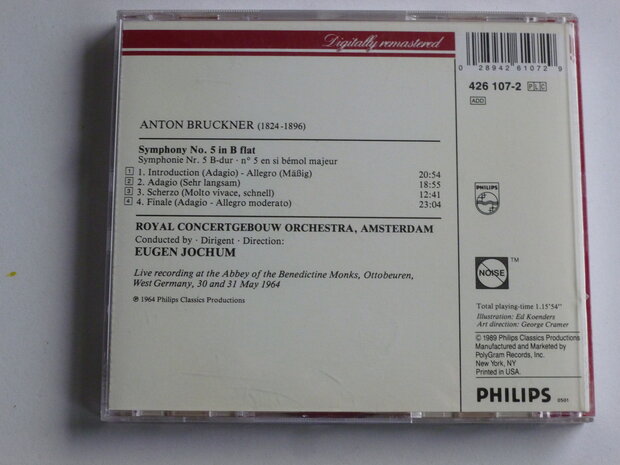 Digitally remastered
0 28942 61072 9
426 107-2 PLC
ADD
ANTON BRUCKNER (1824-1896)
Symphony No. 5 in B flat
Symphonie Nr. 5 B-dur · n° 5 en si bémol majeur
1 1. Introduction (Adagio) - Allegro (Mäßig) 20:54
2 2. Adagio (Sehr langsam) 18:55
3 3. Scherzo (Molto vivace, schnell) 12:41
4 4. Finale (Adagio - Allegro moderato) 23:04
ROYAL CONCERTGEBOUW ORCHESTRA, AMSTERDAM
Conducted by · Dirigent · Direction:
EUGEN JOCHUM
Live recording at the Abbey of the Benedictine Monks, Ottobeuren,
West Germany, 30 and 31 May 1964
℗ 1964 Philips Classics Productions
PHILIPS
NOISE TM
Total playing-time 1.15'54"
Illustration: Ed Koenders
Art direction: George Cramer
© 1989 Philips Classics Productions
Manufactured and Marketed by
PolyGram Records, Inc.
New York, NY
Printed in USA.
PHILIPS 0501